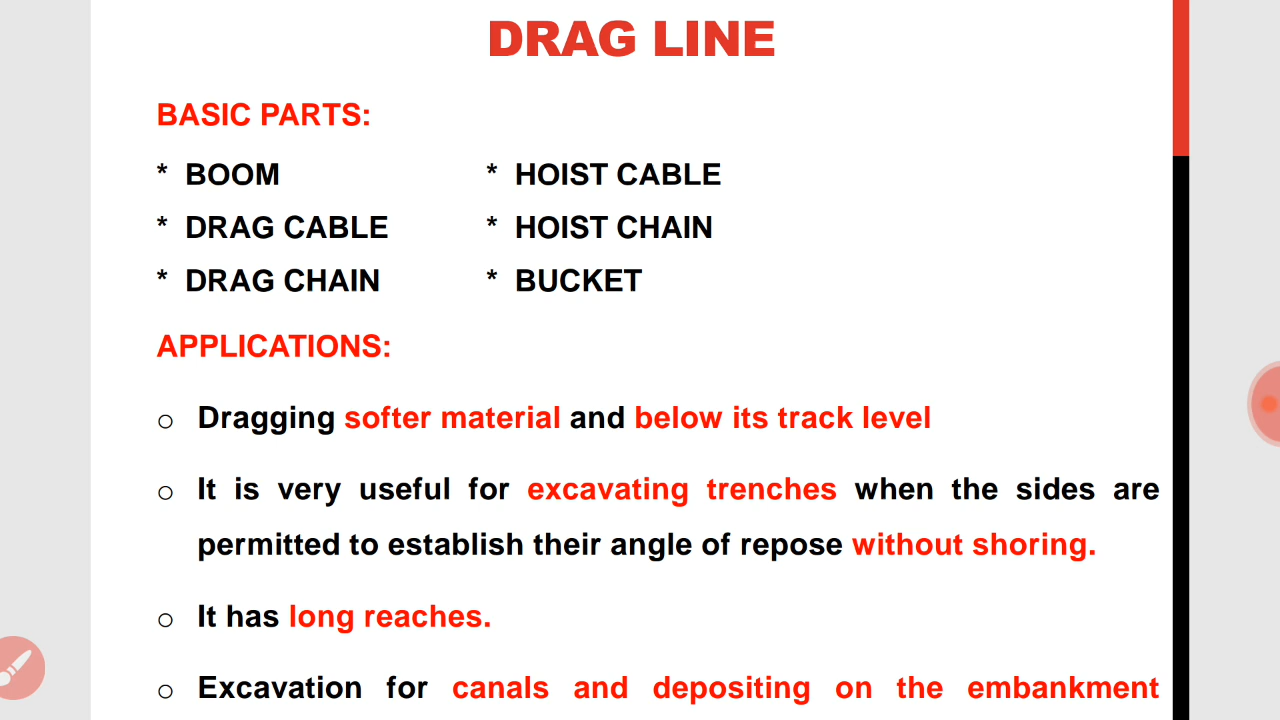 DRAG LINE
BASIC PARTS:
* BOOM * HOIST CABLE
* DRAG CABLE * HOIST CHAIN
* DRAG CHAIN * BUCKET
APPLICATIONS:
o Dragging softer material and below its track level
o It is very useful for excavating trenches when the sides are
permitted to establish their angle of repose without shoring.
o It has long reaches.
o Excavation for canals and depositing on the embankment